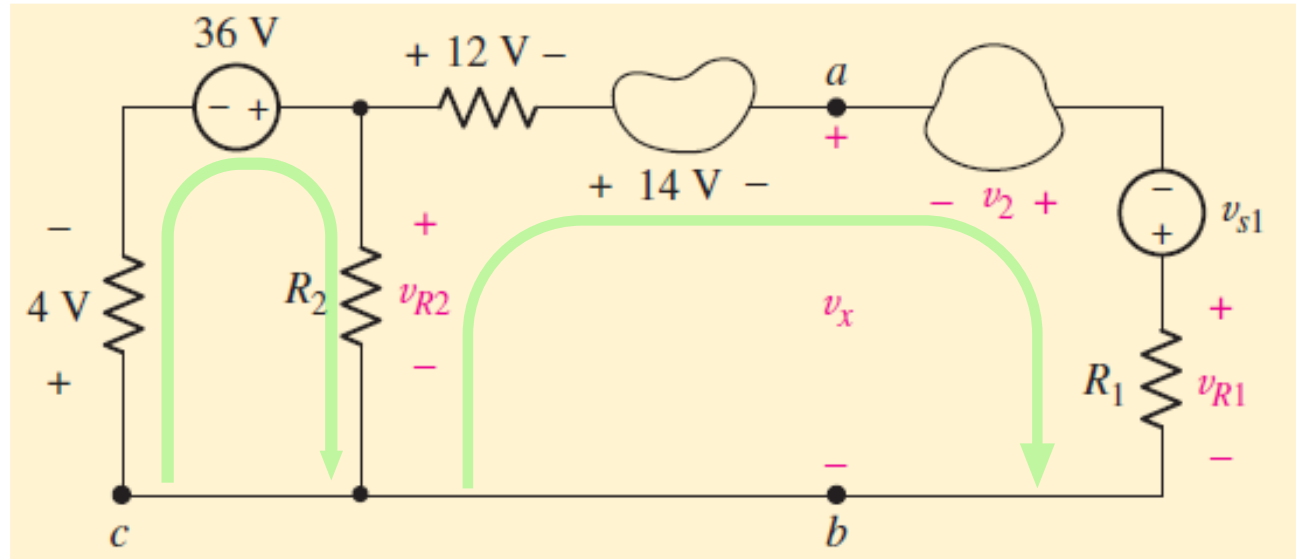 36 V
+ 12 V −
a
− +
+
+ 14 V −
− v2 +
−
+
vs1
−
4 V
+
R2
+
vR2
−
vx
R1
+
vR1
−
−
c
b